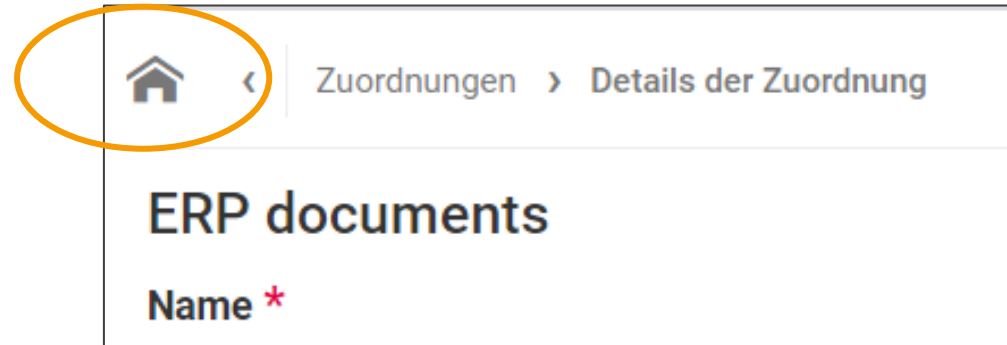 ‹ Zuordnungen › Details der Zuordnung
ERP documents
Name *